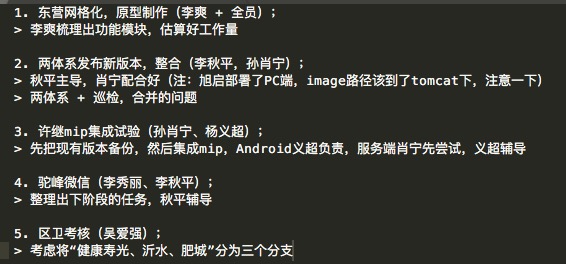 1. 东营网格化，原型制作（李爽 + 全员）；
> 李爽梳理出功能模块，估算好工作量
2. 两体系发布新版本，整合（李秋平，孙肖宁）；
> 秋平主导，肖宁配合好（注：旭启部署了PC端，image路径该到了tomcat下，注意一下）
> 两体系 + 巡检，合并的问题
3. 许继mip集成试验（孙肖宁、杨义超）；
> 先把现有版本备份，然后集成mip，Android义超负责，服务端肖宁先尝试，义超辅导
4. 驼峰微信（李秀丽、李秋平）；
> 整理出下阶段的任务，秋平辅导
5. 区卫考核（吴爱强）；
> 考虑将“健康寿光、沂水、肥城”分为三个分支